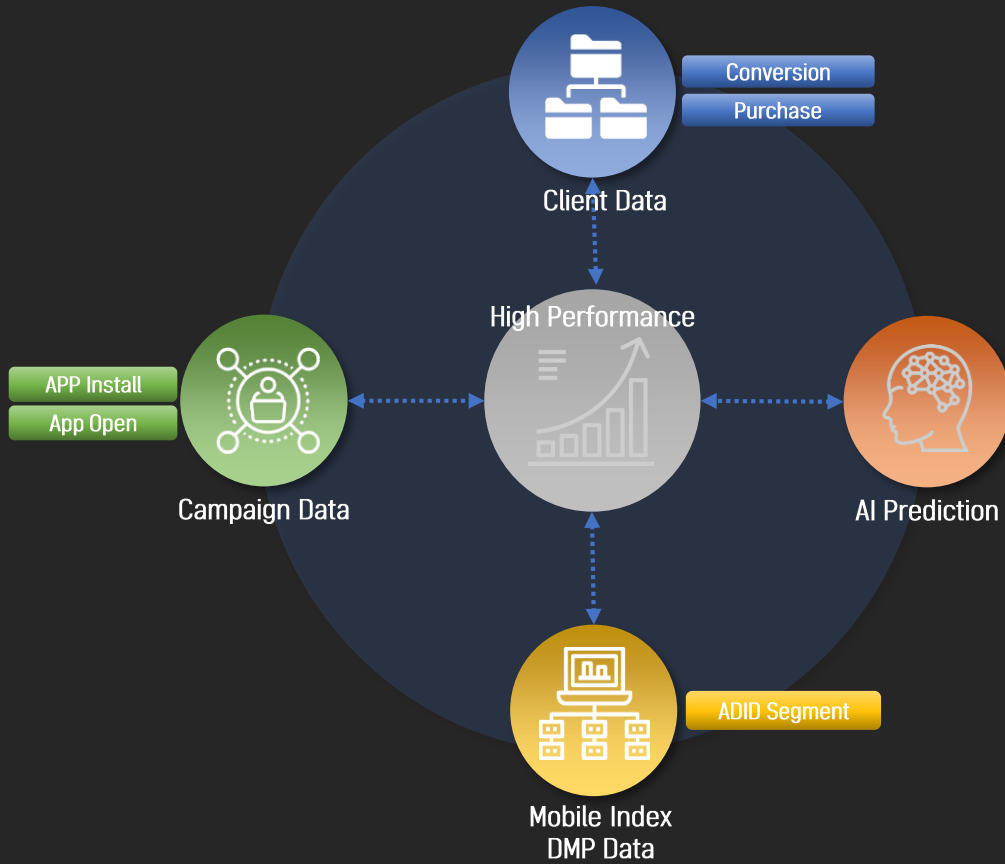 Conversion
Purchase
Client Data
High Performance
APP Install
App Open
Campaign Data
AI Prediction
ADID Segment
Mobile Index
DMP Data